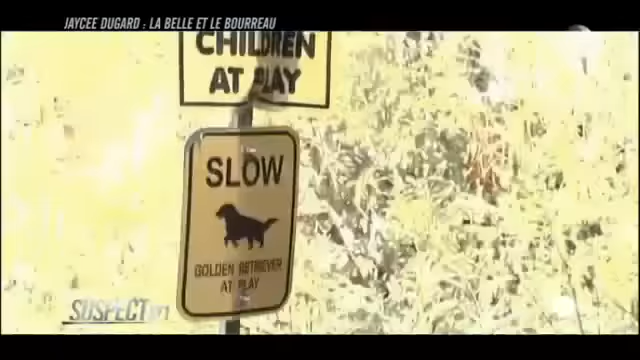 JAYCEE DUGARD : LA BELLE ET LE BOURREAU
CHILDREN
AT PLAY
SLOW
GOLDEN RETRIEVER
AT PLAY
SUSPECT